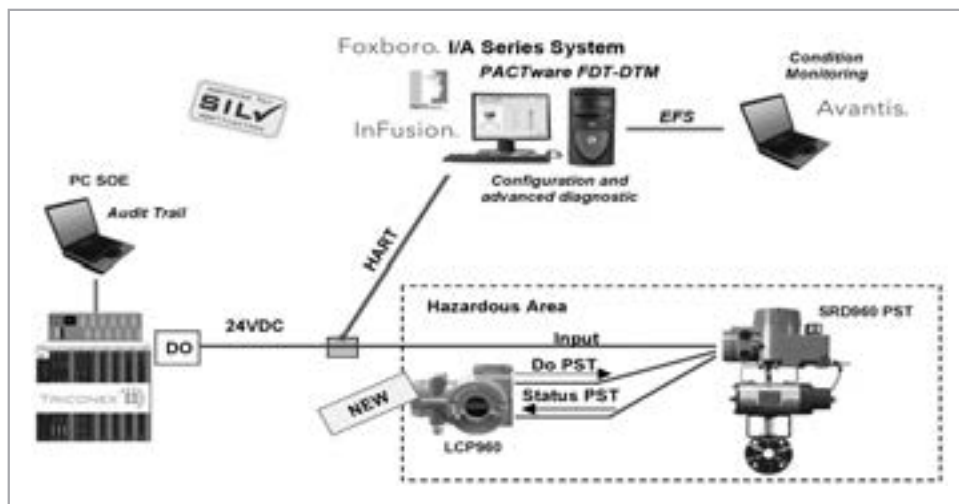 Foxboro. I/A Series System
PACTware FDT-DTM
InFusion.
Condition
Monitoring
Avantis.
EFS
SIL
PC SOE
Audit Trail
Configuration and
advanced diagnostic
HART
Hazardous Area
SRD960 PST
24VDC
DO
Input
Do PST
Status PST
NEW
TRICONEX
LCP960